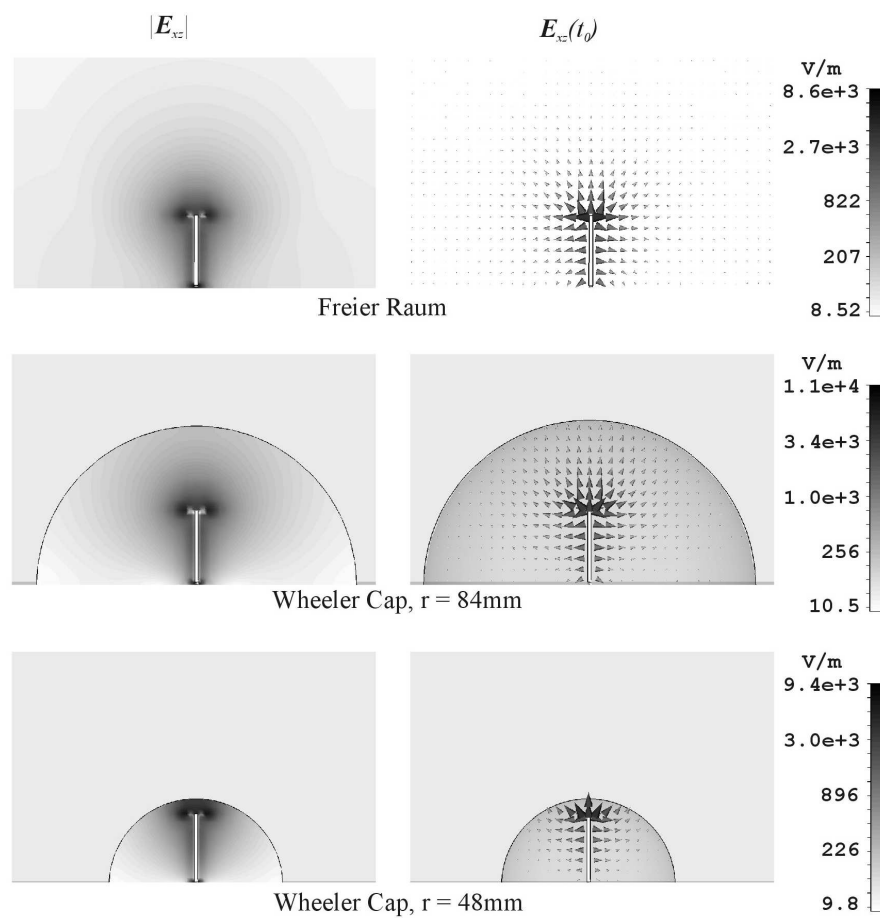 |E_xz| E_xz(t_0)
V/m
8.6e+3
2.7e+3
822
207
8.52
Freier Raum
V/m
1.1e+4
3.4e+3
1.0e+3
256
10.5
Wheeler Cap, r = 84mm
V/m
9.4e+3
3.0e+3
896
226
9.8
Wheeler Cap, r = 48mm